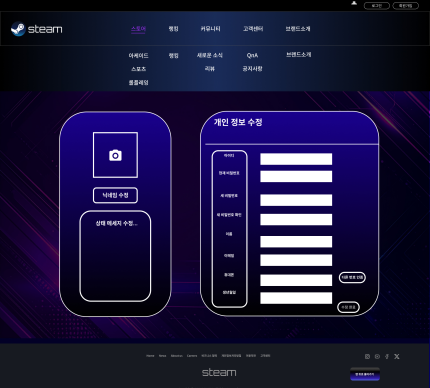 로그인 회원가입
steam 스토어 랭킹 커뮤니티 고객센터 브랜드소개
아케이드 랭킹 새로운 소식 QnA 브랜드소개
스포츠 리뷰 공지사항
롤플레잉
개인 정보 수정
아이디
현재 비밀번호
닉네임 수정
새 비밀번호
새 비밀번호 확인
상태 메세지 수정...
이름
이메일
휴대폰
생년월일
수정 완료
Home News About us Careers
steam